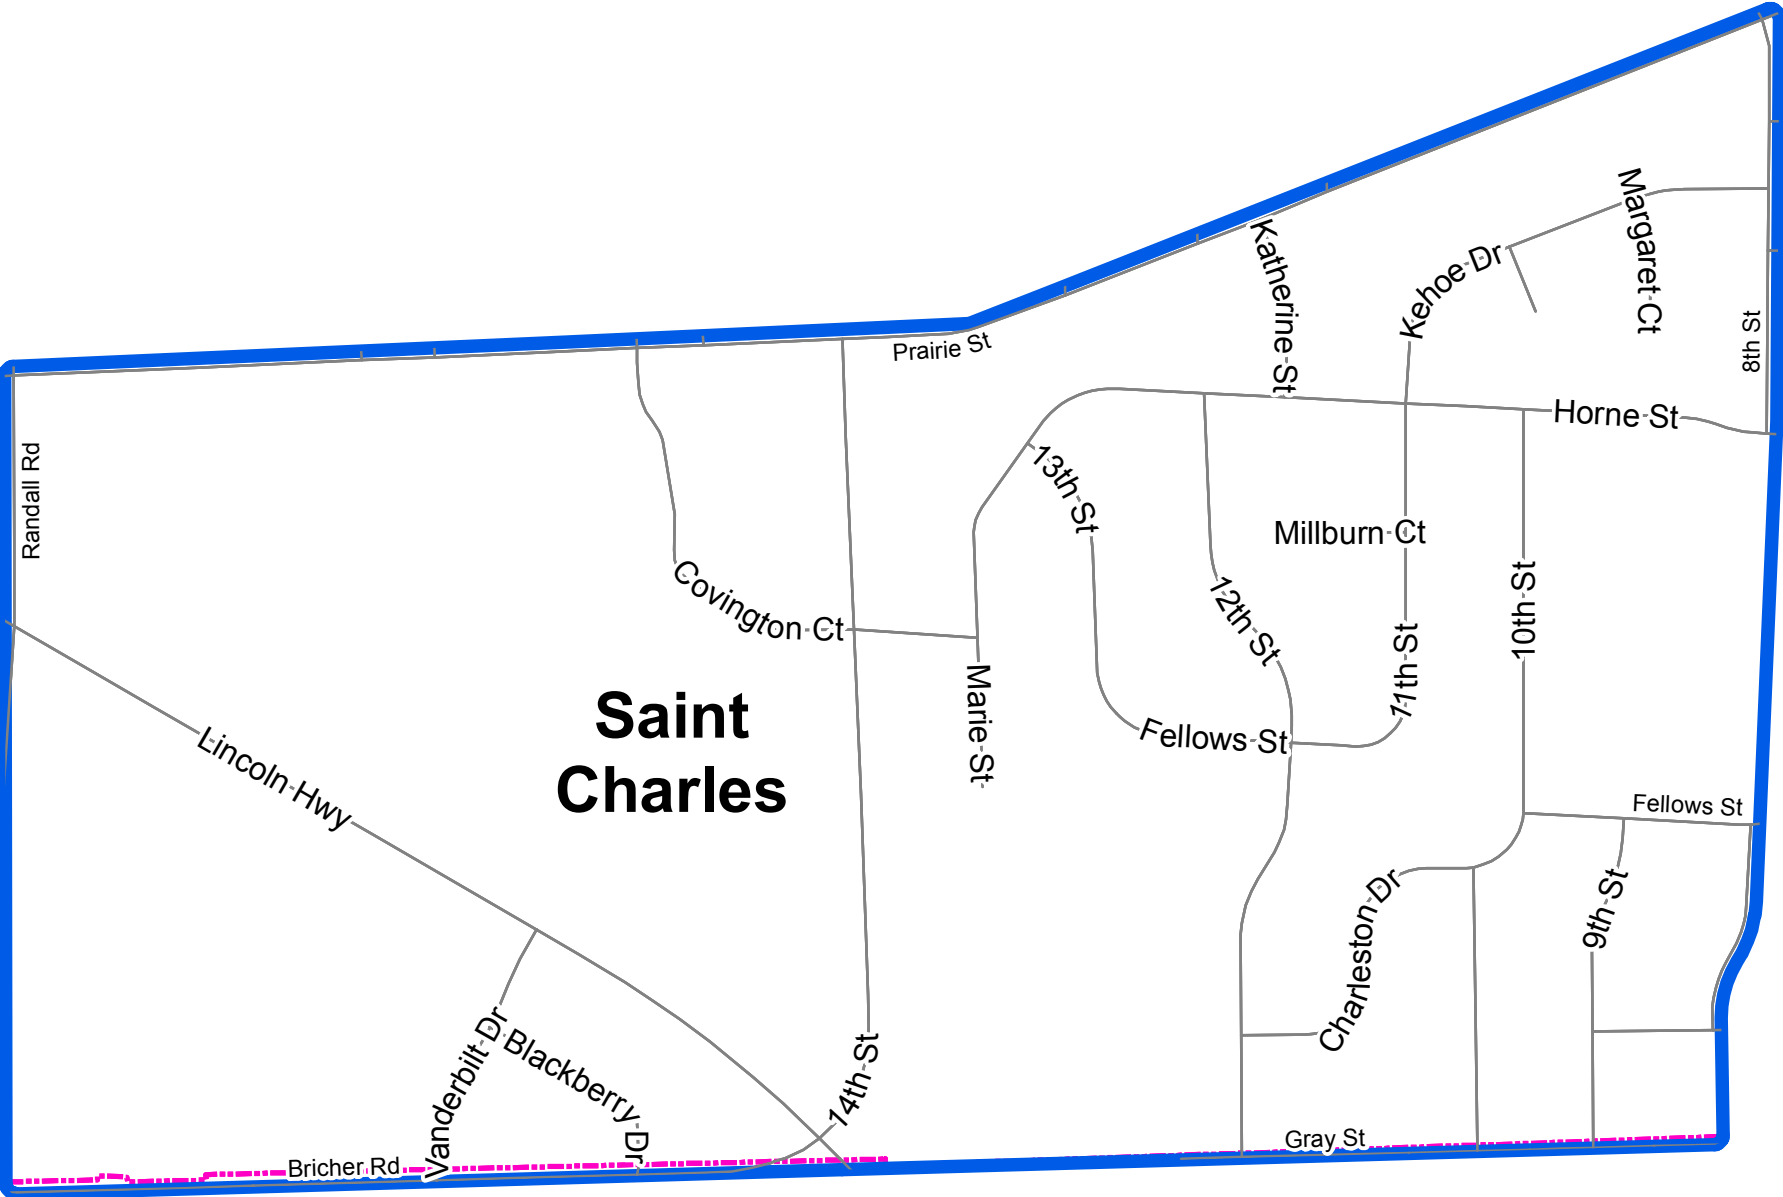 Margaret Ct
Katherine St
Kehoe Dr
8th St
Prairie St
Horne St
Randall Rd
13th St
Millburn Ct
Covington Ct
12th St
10th St
11th St
Marie St
Saint
Charles
Fellows St
Lincoln Hwy
Fellows St
Charleston Dr
9th St
Vanderbilt Dr
Blackberry Dr
14th St
Gray St
Bricher Rd